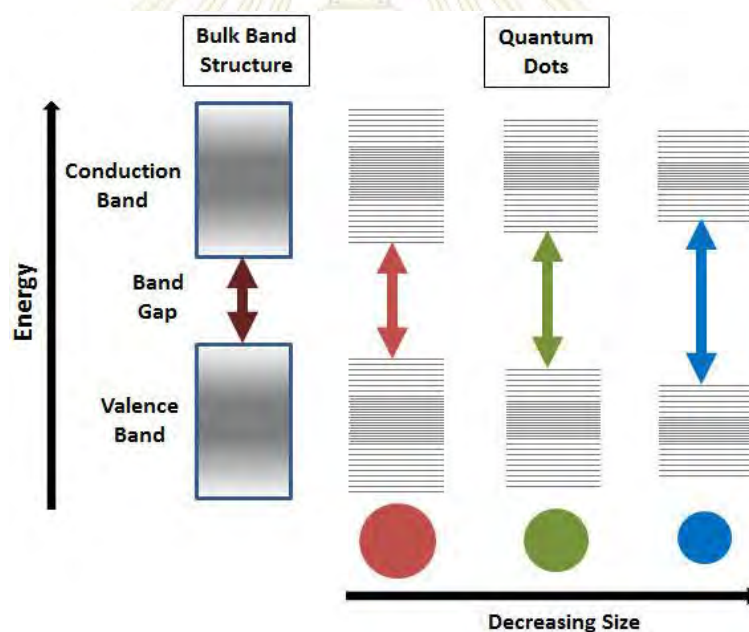 Bulk Band
Structure
Quantum
Dots
Conduction
Band
Band
Gap
Energy
Valence
Band
Decreasing Size